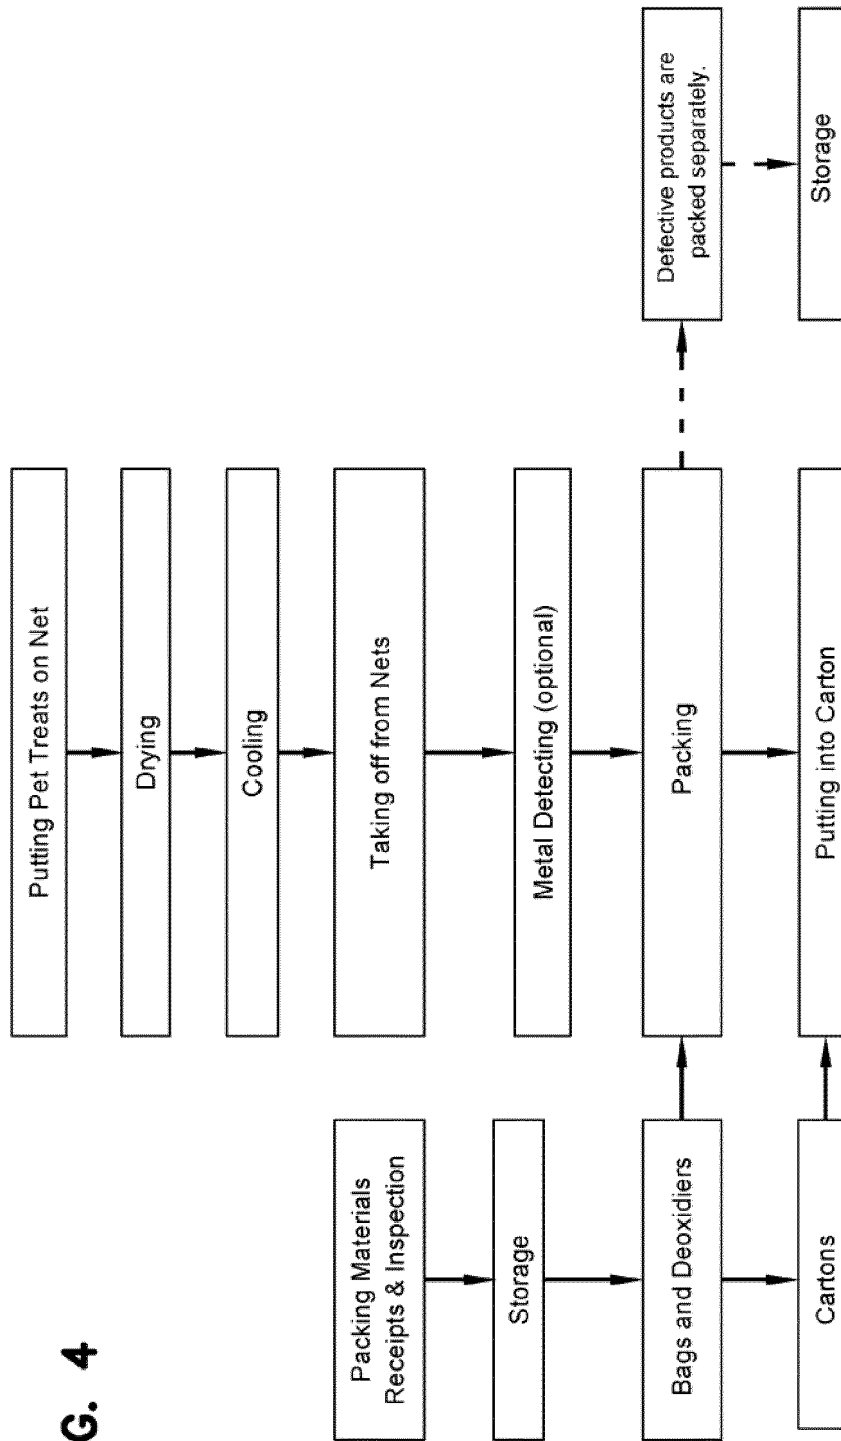 G. 4
Putting Pet Treats on Net
Drying
Cooling
Taking off from Nets
Metal Detecting (optional)
Packing
Putting into Carton
Packing Materials
Receipts & Inspection
Storage
Bags and Deoxidiers
Cartons
Defective products are
packed separately.
Storage